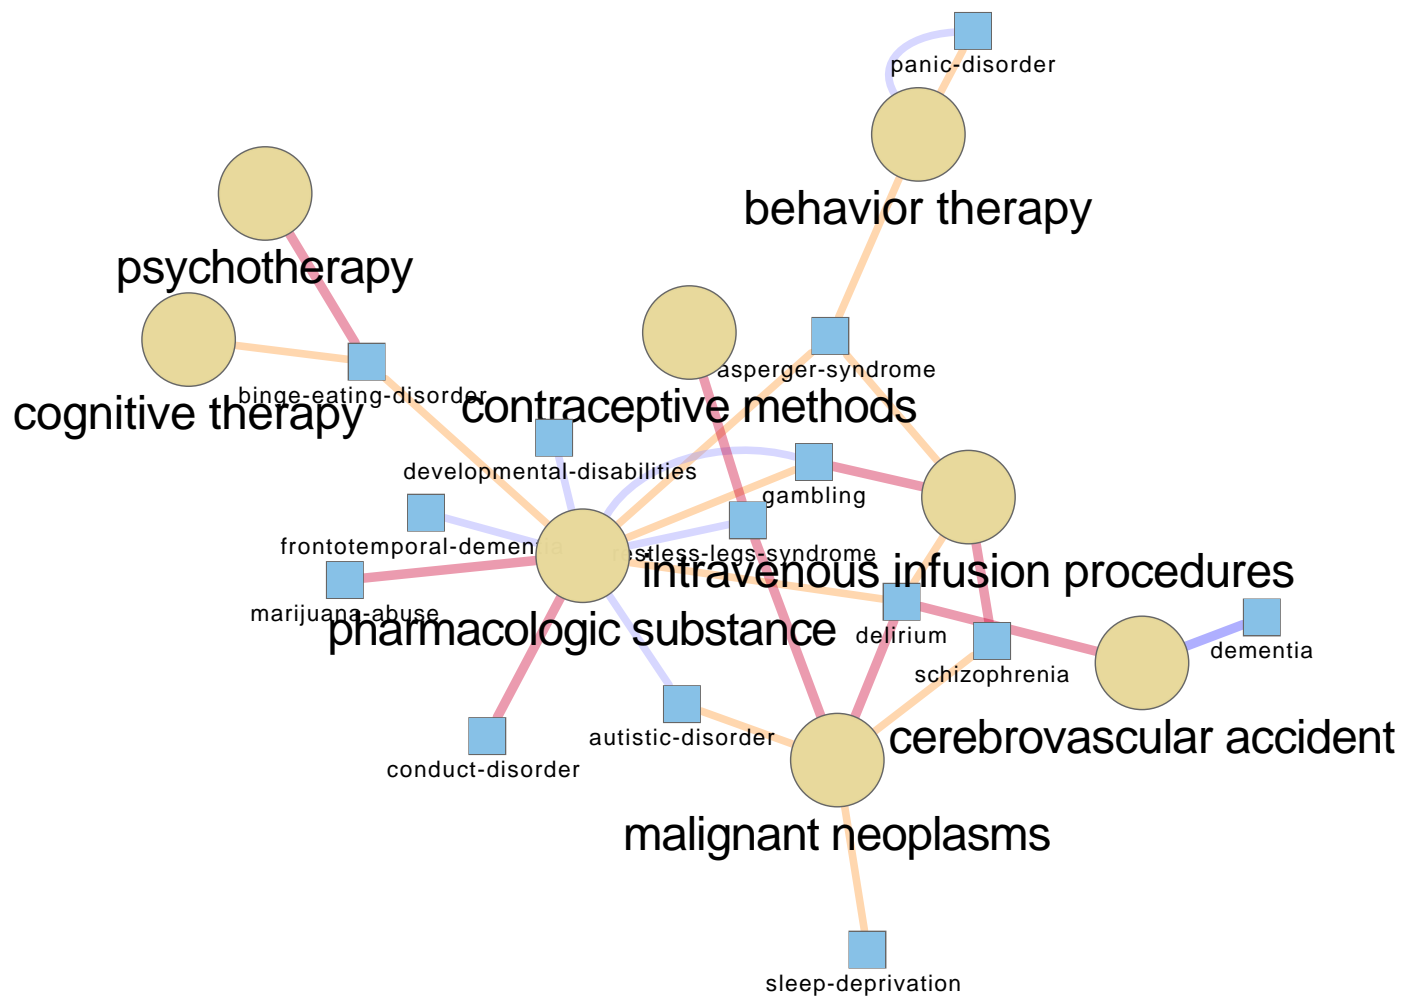 panic-disorder
behavior therapy
psychotherapy
asperger-syndrome
binge-eating-disorder
cognitive therapy
contraceptive methods
developmental-disabilities
gambling
frontotemporal-dementia
restless-legs-syndrome
intravenous infusion procedures
marijuana-abuse
pharmacologic substance
delirium
dementia
schizophrenia
autistic-disorder
cerebrovascular accident
conduct-disorder
malignant neoplasms
sleep-deprivation